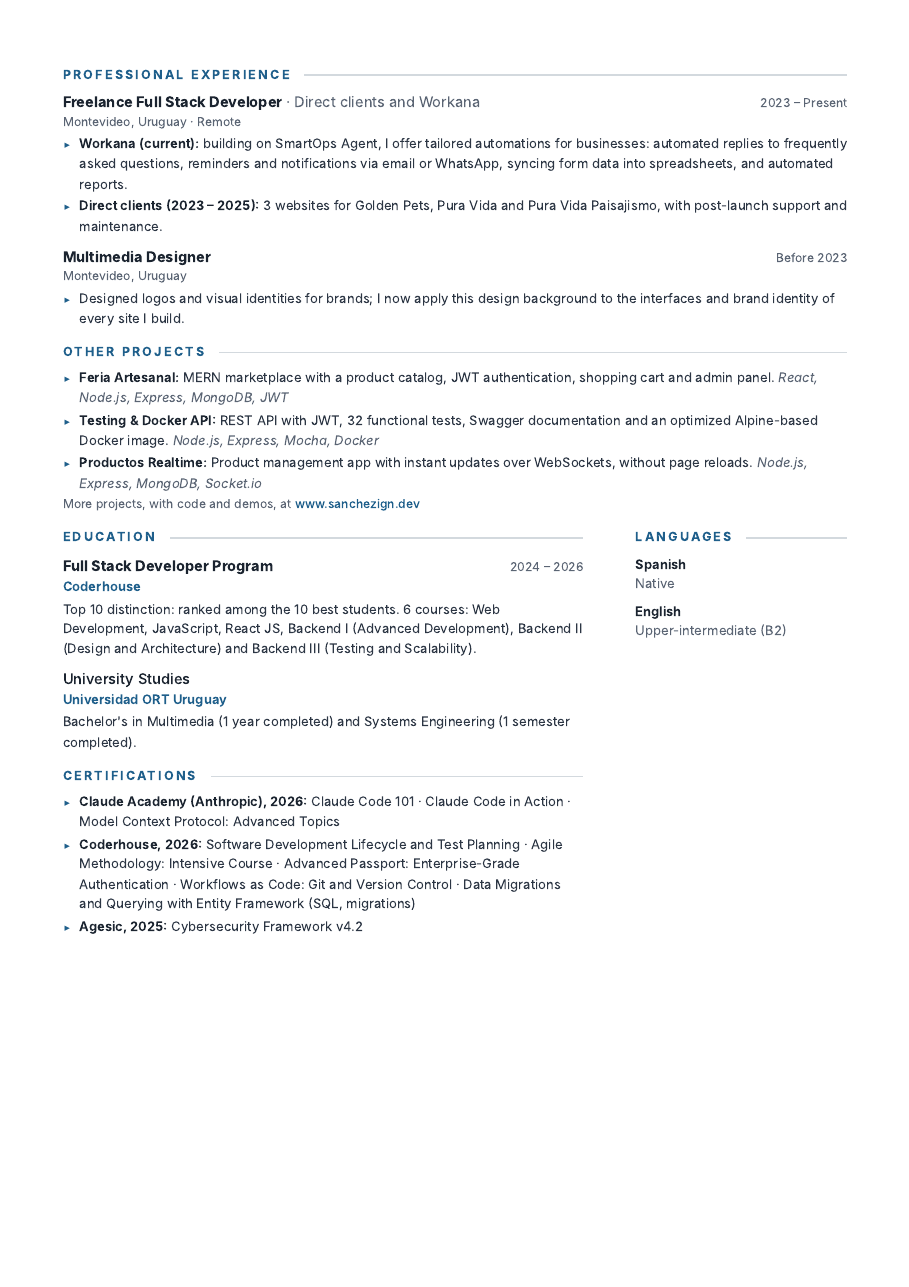 PROFESSIONAL EXPERIENCE
Freelance Full Stack Developer · Direct clients and Workana 2023 – Present
Montevideo, Uruguay · Remote
▸ Workana (current): building on SmartOps Agent, I offer tailored automations for businesses: automated replies to frequently
asked questions, reminders and notifications via email or WhatsApp, syncing form data into spreadsheets, and automated
reports.
▸ Direct clients (2023 – 2025): 3 websites for Golden Pets, Pura Vida and Pura Vida Paisajismo, with post-launch support and
maintenance.
Multimedia Designer Before 2023
Montevideo, Uruguay
▸ Designed logos and visual identities for brands; I now apply this design background to the interfaces and brand identity of
every site I build.
OTHER PROJECTS
▸ Feria Artesanal: MERN marketplace with a product catalog, JWT authentication, shopping cart and admin panel. React,
Node.js, Express, MongoDB, JWT
▸ Testing & Docker API: REST API with JWT, 32 functional tests, Swagger documentation and an optimized Alpine-based
Docker image. Node.js, Express, Mocha, Docker
▸ Productos Realtime: Product management app with instant updates over WebSockets, without page reloads. Node.js,
Express, MongoDB, Socket.io
More projects, with code and demos, at www.sanchezign.dev
EDUCATION
Full Stack Developer Program 2024 – 2026
Coderhouse
Top 10 distinction: ranked among the 10 best students. 6 courses: Web
Development, JavaScript, React JS, Backend I (Advanced Development), Backend II
(Design and Architecture) and Backend III (Testing and Scalability).
University Studies
Universidad ORT Uruguay
Bachelor's in Multimedia (1 year completed) and Systems Engineering (1 semester
completed).
CERTIFICATIONS
▸ Claude Academy (Anthropic), 2026: Claude Code 101 · Claude Code in Action ·
Model Context Protocol: Advanced Topics
▸ Coderhouse, 2026: Software Development Lifecycle and Test Planning · Agile
Methodology: Intensive Course · Advanced Passport: Enterprise-Grade
Authentication · Workflows as Code: Git and Version Control · Data Migrations
and Querying with Entity Framework (SQL, migrations)
▸ Agesic, 2025: Cybersecurity Framework v4.2
LANGUAGES
Spanish
Native
English
Upper-intermediate (B2)